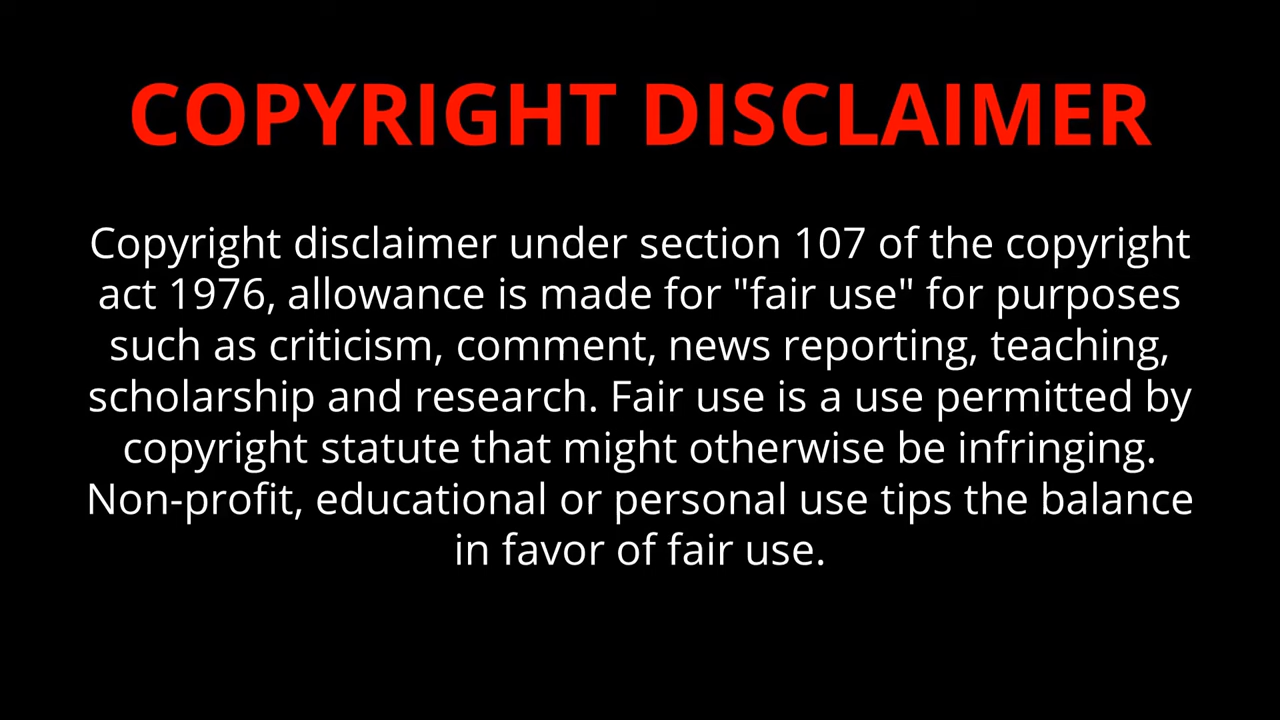 COPYRIGHT DISCLAIMER
Copyright disclaimer under section 107 of the copyright
act 1976, allowance is made for "fair use" for purposes
such as criticism, comment, news reporting, teaching,
scholarship and research. Fair use is a use permitted by
copyright statute that might otherwise be infringing.
Non-profit, educational or personal use tips the balance
in favor of fair use.